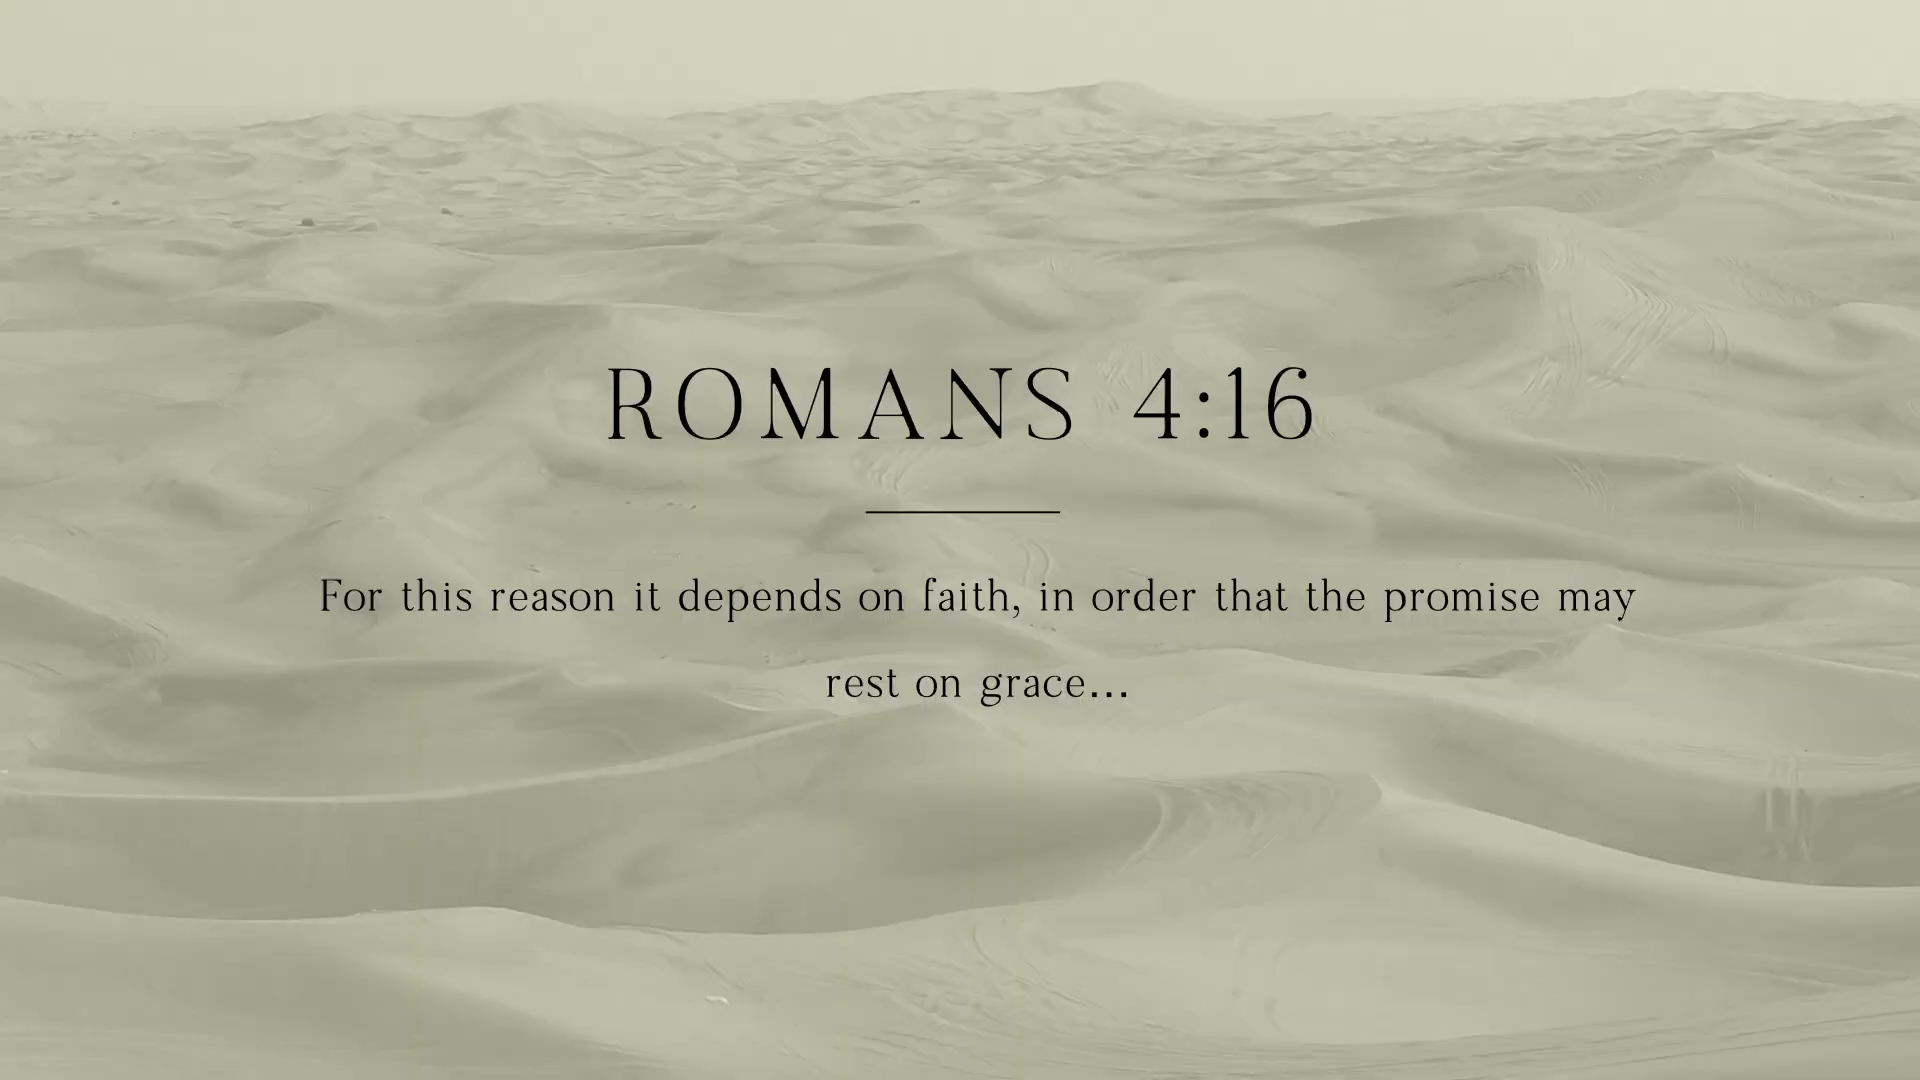 ROMANS 4:16
For this reason it depends on faith, in order that the promise may
rest on grace...